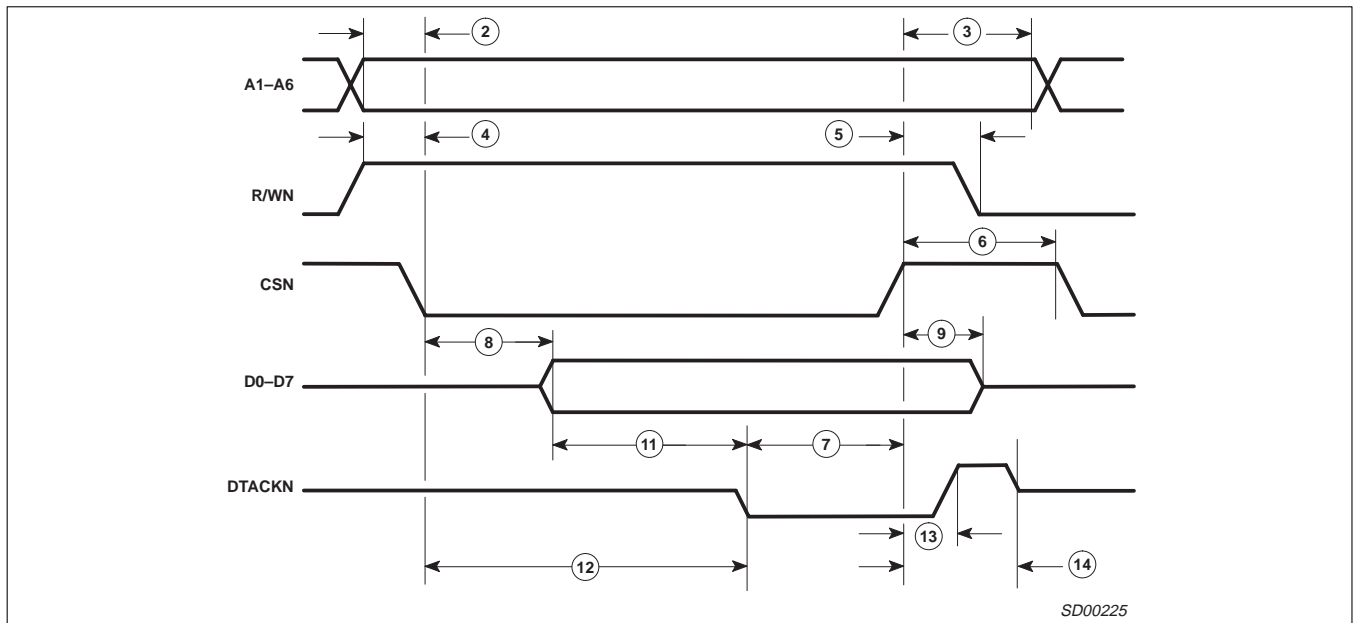 2 3
A1–A6
4 5
R/WN
6
CSN
8 9
D0–D7
11 7
DTACKN
13
12 14
SD00225